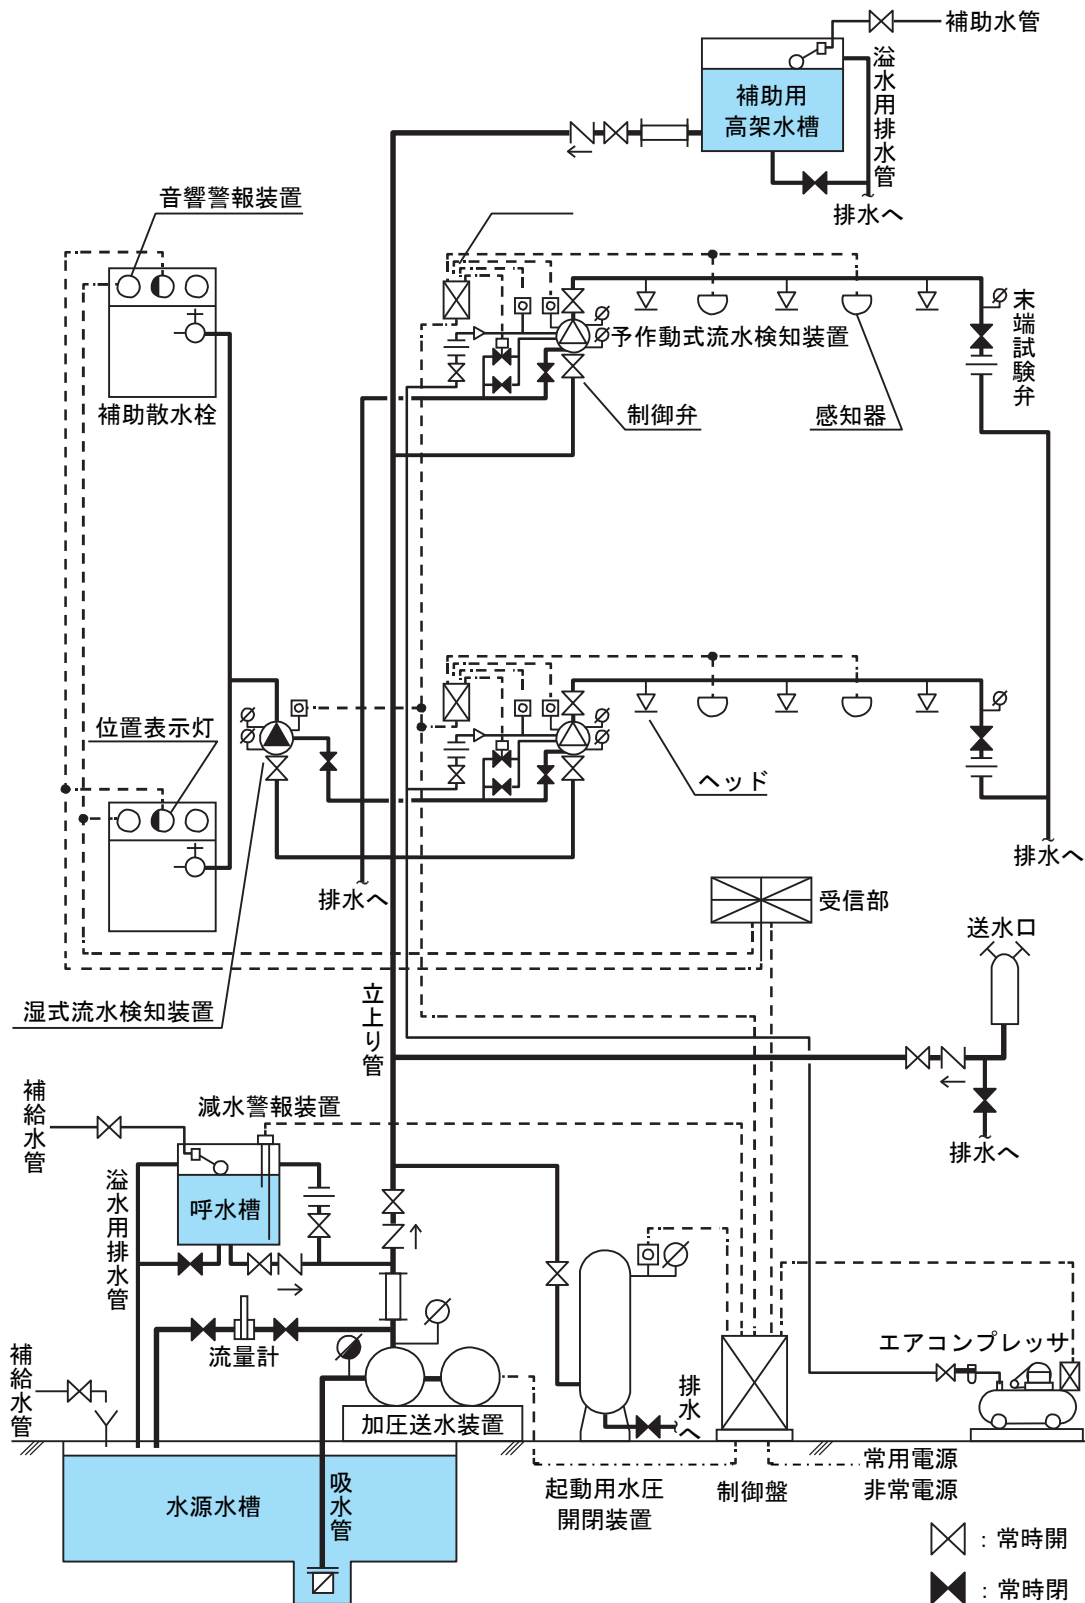 補助水管
溢水用排水管
補助用
高架水槽
排水へ
音響警報装置
予作動式流水検知装置
末端試験弁
補助散水栓
制御弁
感知器
位置表示灯
ヘッド
排水へ
排水へ
受信部
送水口
湿式流水検知装置
立上り管
補給水管
減水警報装置
排水へ
溢水用排水管
呼水槽
流量計
エアコンプレッサ
補給水管
加圧送水装置
排水へ
水源水槽
吸水管
起動用水圧
開閉装置
制御盤
常用電源
非常電源
：常時開
：常時閉